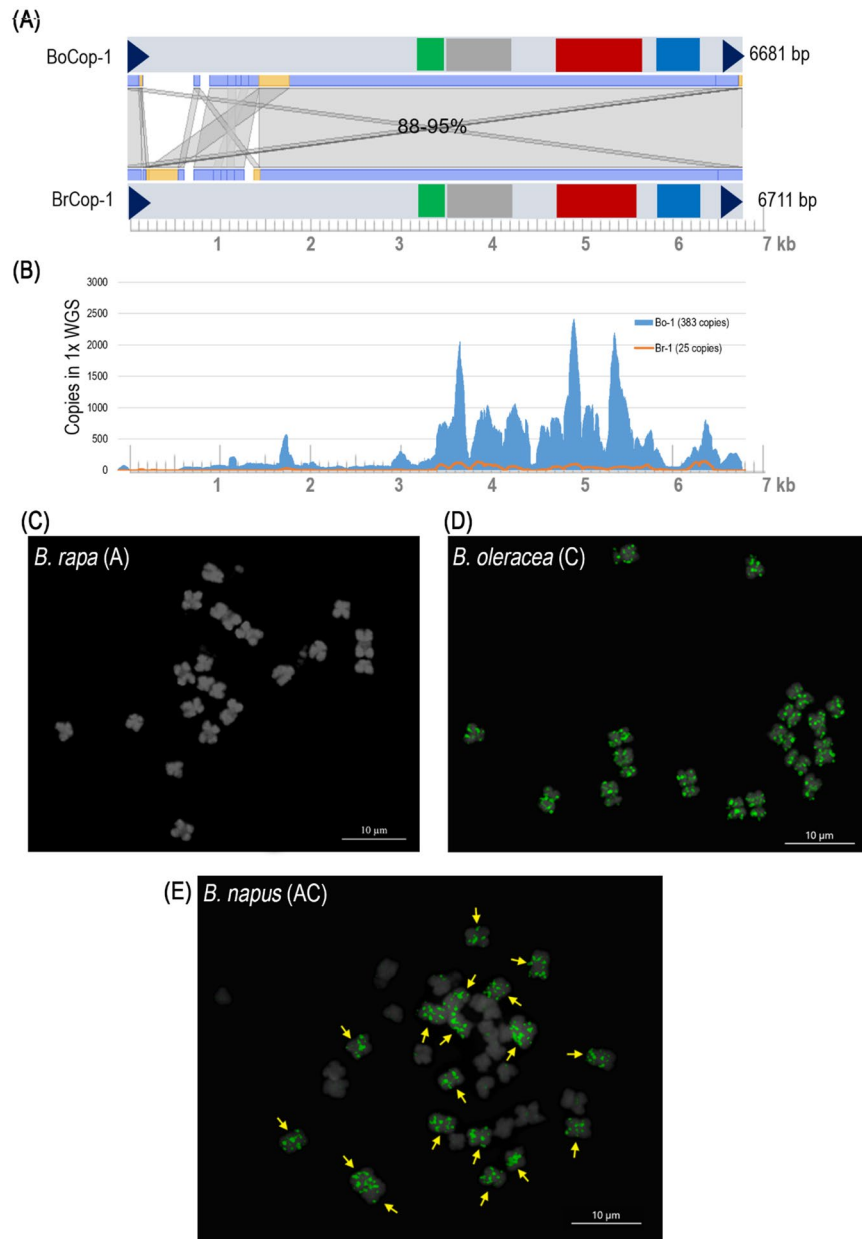 (A)
BoCop-1
6681 bp
88-95%
BrCop-1
6711 bp
1 2 3 4 5 6 7 kb
(B)
Copies in 1x WGS
3000
2500
2000
1500
1000
500
0
Bo-1 (383 copies)
Br-1 (25 copies)
1 2 3 4 5 6 7 kb
(C)
B. rapa (A)
10 µm
(D)
B. oleracea (C)
10 µm
(E)
B. napus (AC)
10 µm